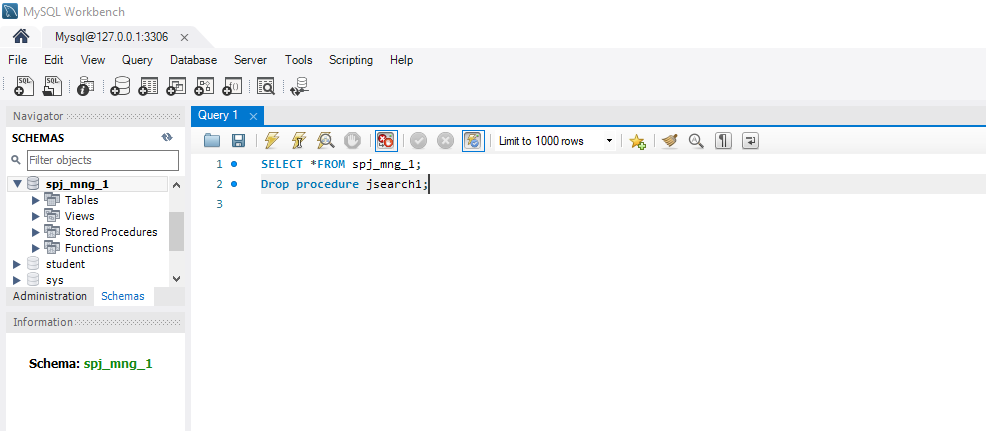 MySQL Workbench
Mysql@127.0.0.1:3306
File Edit View Query Database Server Tools Scripting Help
Navigator
SCHEMAS
Filter objects
spj_mng_1
Tables
Views
Stored Procedures
Functions
student
sys
Administration Schemas
Information
Schema: spj_mng_1
Query 1
Limit to 1000 rows
1 SELECT *FROM spj_mng_1;
2 Drop procedure jsearch1;
3